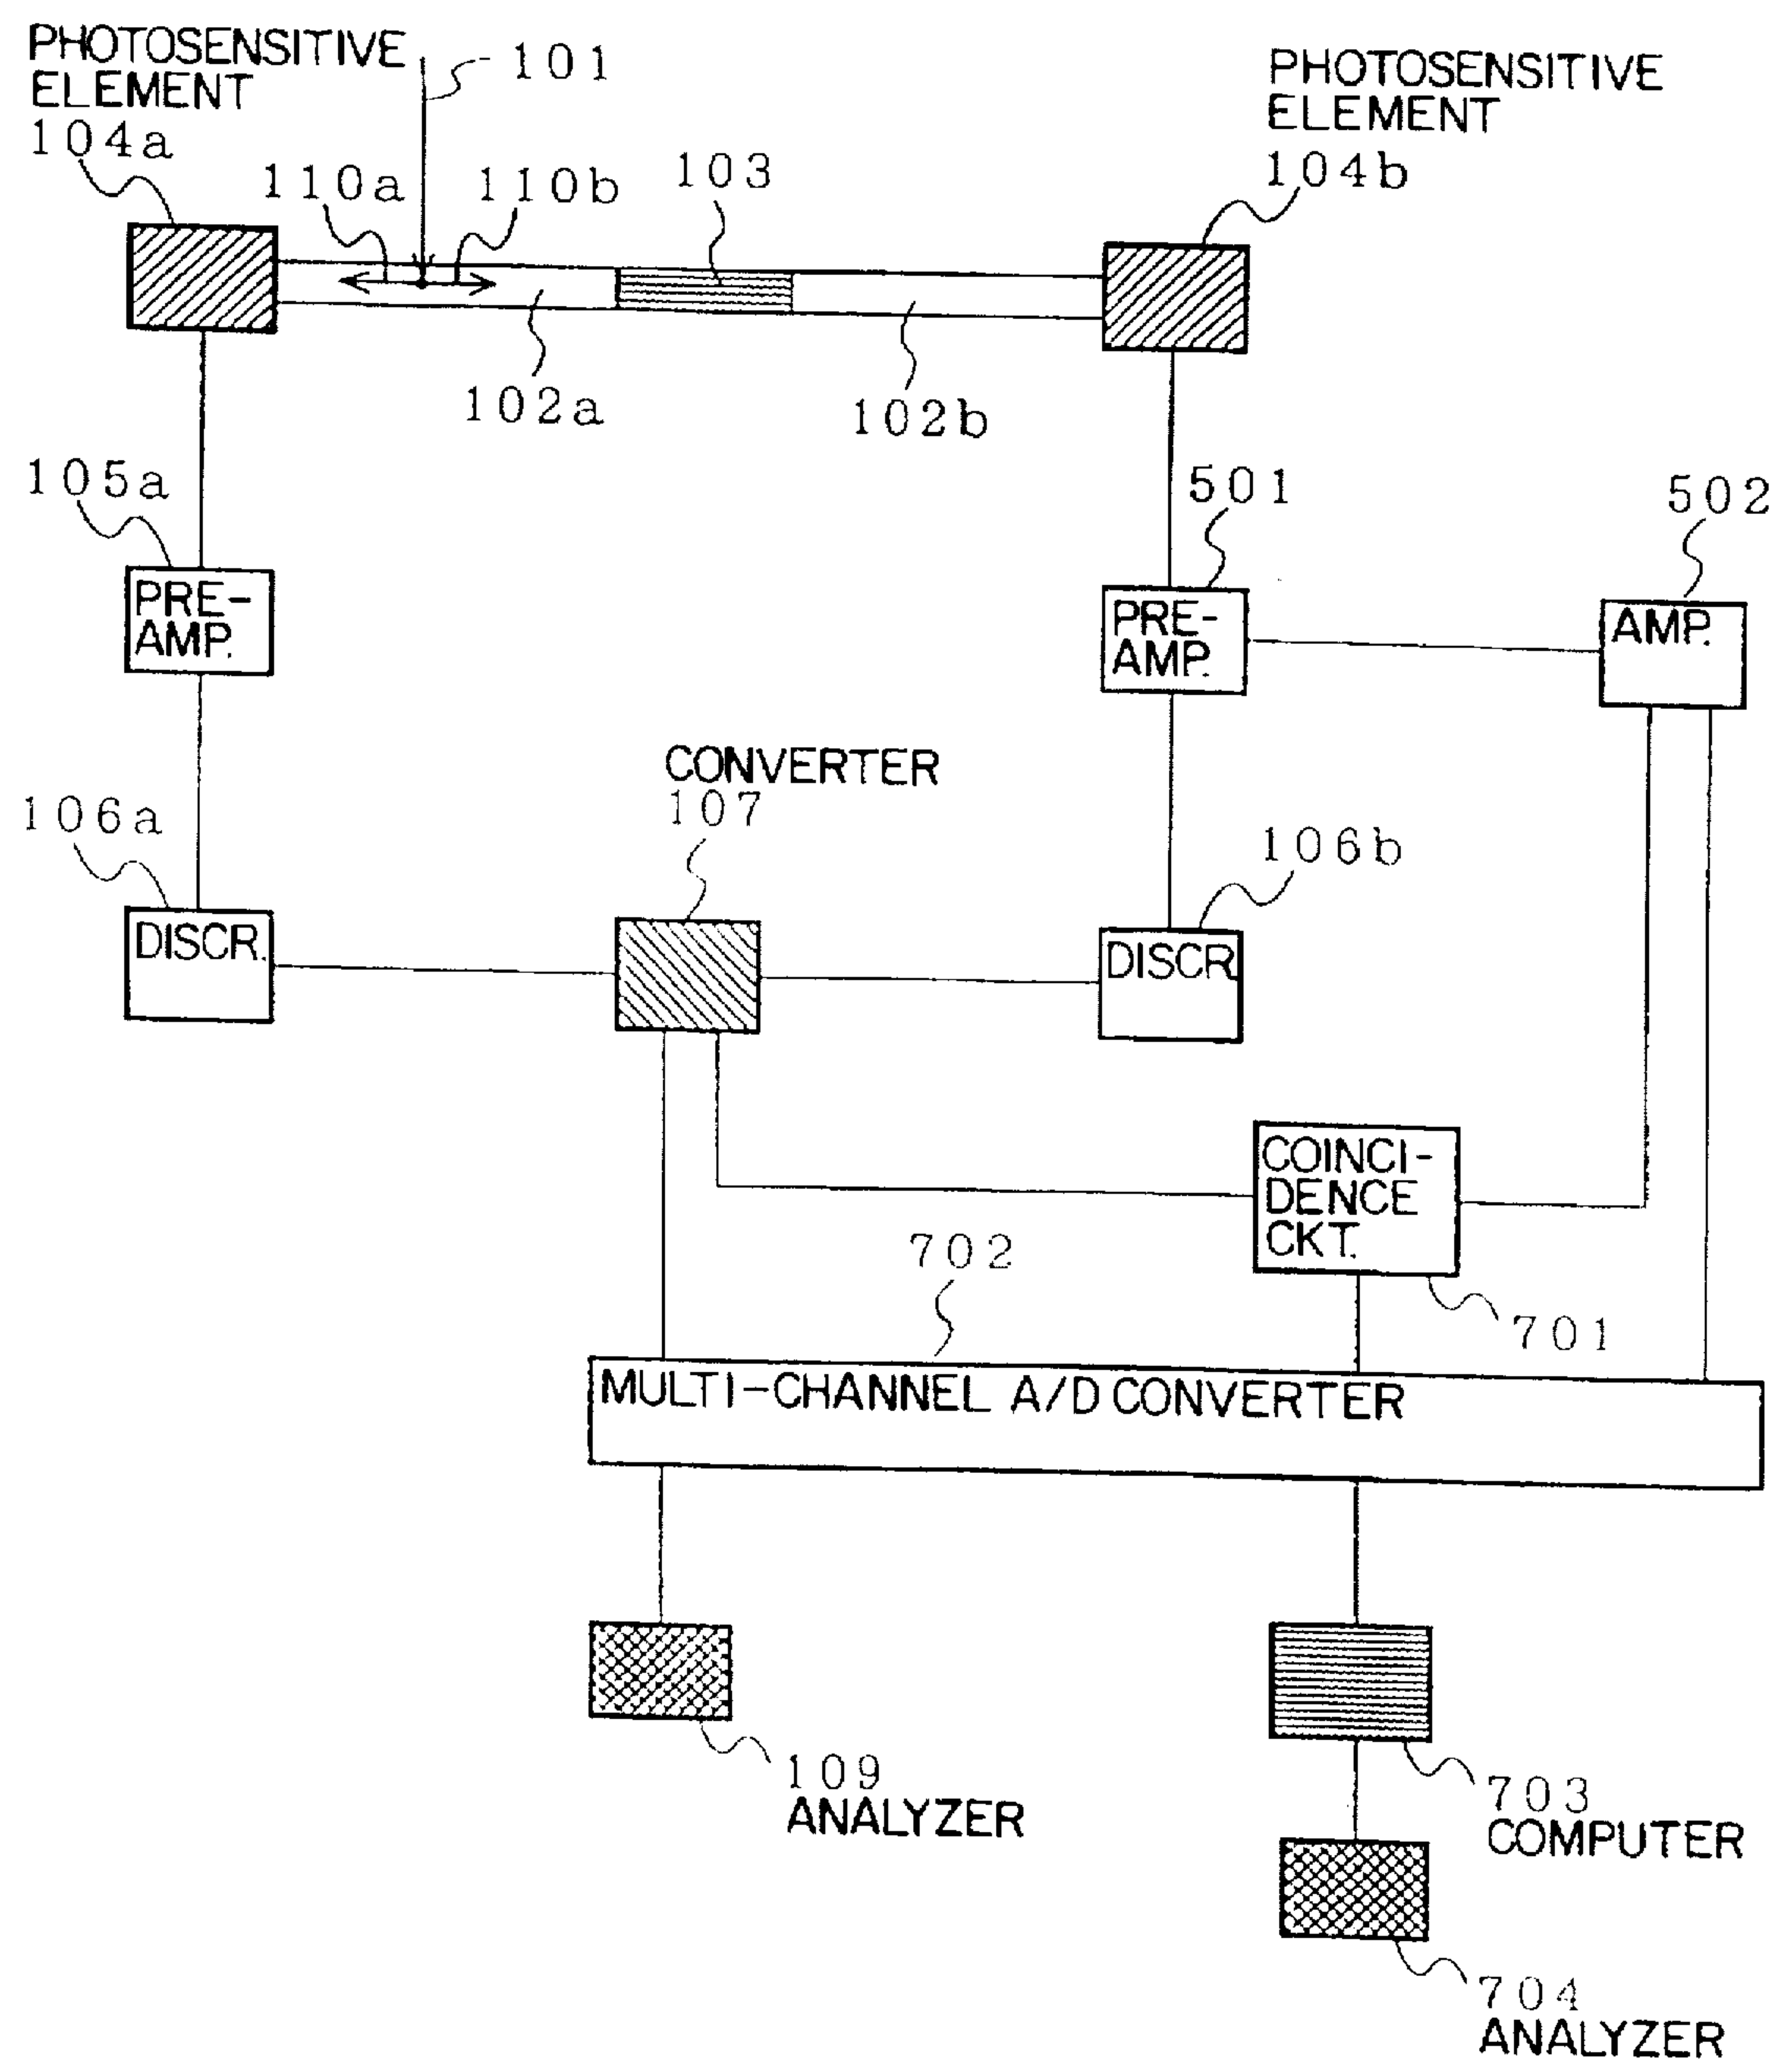 PHOTOSENSITIVE
ELEMENT
104a
101
PHOTOSENSITIVE
ELEMENT
104b
110a
110b
103
102a
102b
105a
501
502
PRE-
AMP.
PRE-
AMP.
AMP.
CONVERTER
107
106a
106b
DISCR.
DISCR.
COINCI-
DENCE
CKT.
702
701
MULTI-CHANNEL A/D CONVERTER
109
ANALYZER
703
COMPUTER
704
ANALYZER